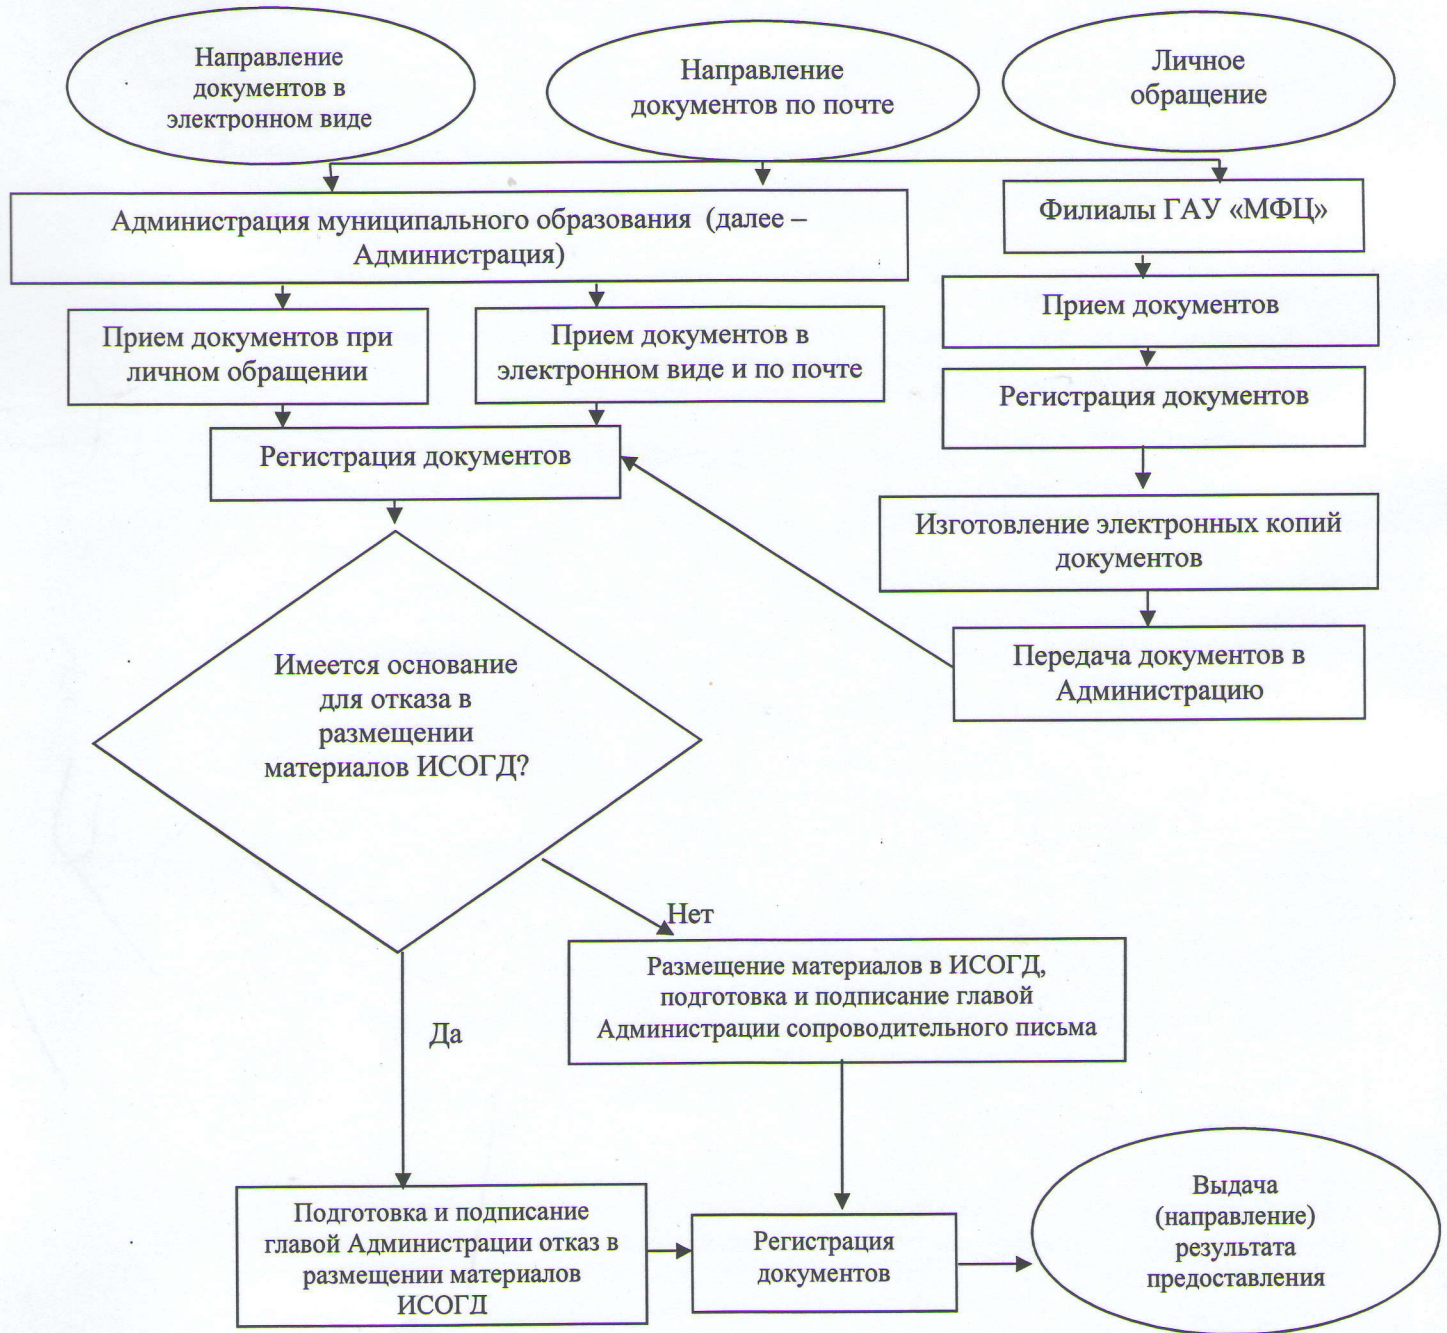 Направление
документов в
электронном виде
Направление
документов по почте
Личное
обращение
Администрация муниципального образования (далее –
Администрация)
Филиалы ГАУ «МФЦ»
Прием документов при
личном обращении
Прием документов в
электронном виде и по почте
Прием документов
Регистрация документов
Регистрация документов
Изготовление электронных копий
документов
Передача документов в
Администрацию
Имеется основание
для отказа в
размещении
материалов ИСОГД?
Нет
Размещение материалов в ИСОГД,
подготовка и подписание главой
Администрации сопроводительного письма
Да
Подготовка и подписание
главой Администрации отказ в
размещении материалов
ИСОГД
Регистрация
документов
Выдача
(направление)
результата
предоставления